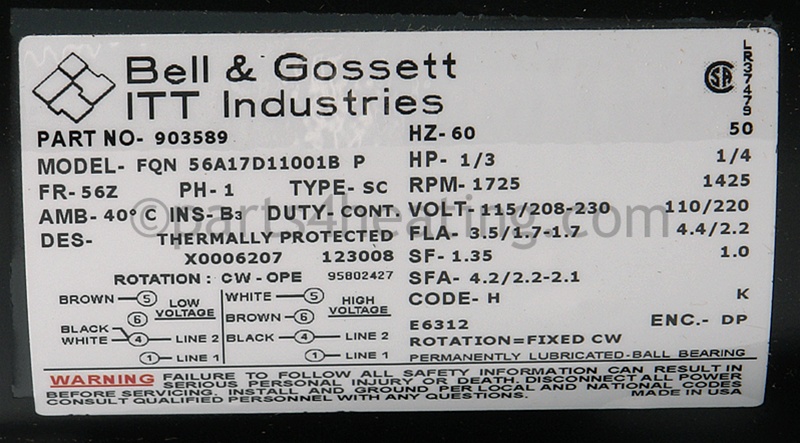 Bell & Gossett
ITT Industries
LR37479
PART NO- 903589
MODEL- FQN 56A17D11001B P
FR- 56Z PH- 1 TYPE- SC
AMB- 40° C INS- B3 DUTY- CONT.
DES- THERMALLY PROTECTED
X0006207 123008
ROTATION : CW - OPE 95802427
HZ- 60 50
HP- 1/3 1/4
RPM- 1725 1425
VOLT- 115/208-230 110/220
FLA- 3.5/1.7-1.7 4.4/2.2
SF- 1.35 1.0
SFA- 4.2/2.2-2.1
CODE- H K
E6312 ENC.- DP
ROTATION=FIXED CW
PERMANENTLY LUBRICATED-BALL BEARING
BROWN 5 LOW VOLTAGE
6
BLACK
WHITE 4 LINE 2
1 LINE 1
WHITE 5 HIGH VOLTAGE
BROWN 6
BLACK 4 LINE 2
1 LINE 1
WARNING FAILURE TO FOLLOW ALL SAFETY INFORMATION CAN RESULT IN
SERIOUS PERSONAL INJURY OR DEATH. DISCONNECT ALL POWER
BEFORE SERVICING. INSTALL AND GROUND PER LOCAL AND NATIONAL CODES
CONSULT QUALIFIED PERSONNEL WITH ANY QUESTIONS. MADE IN USA
©parts4heating.com